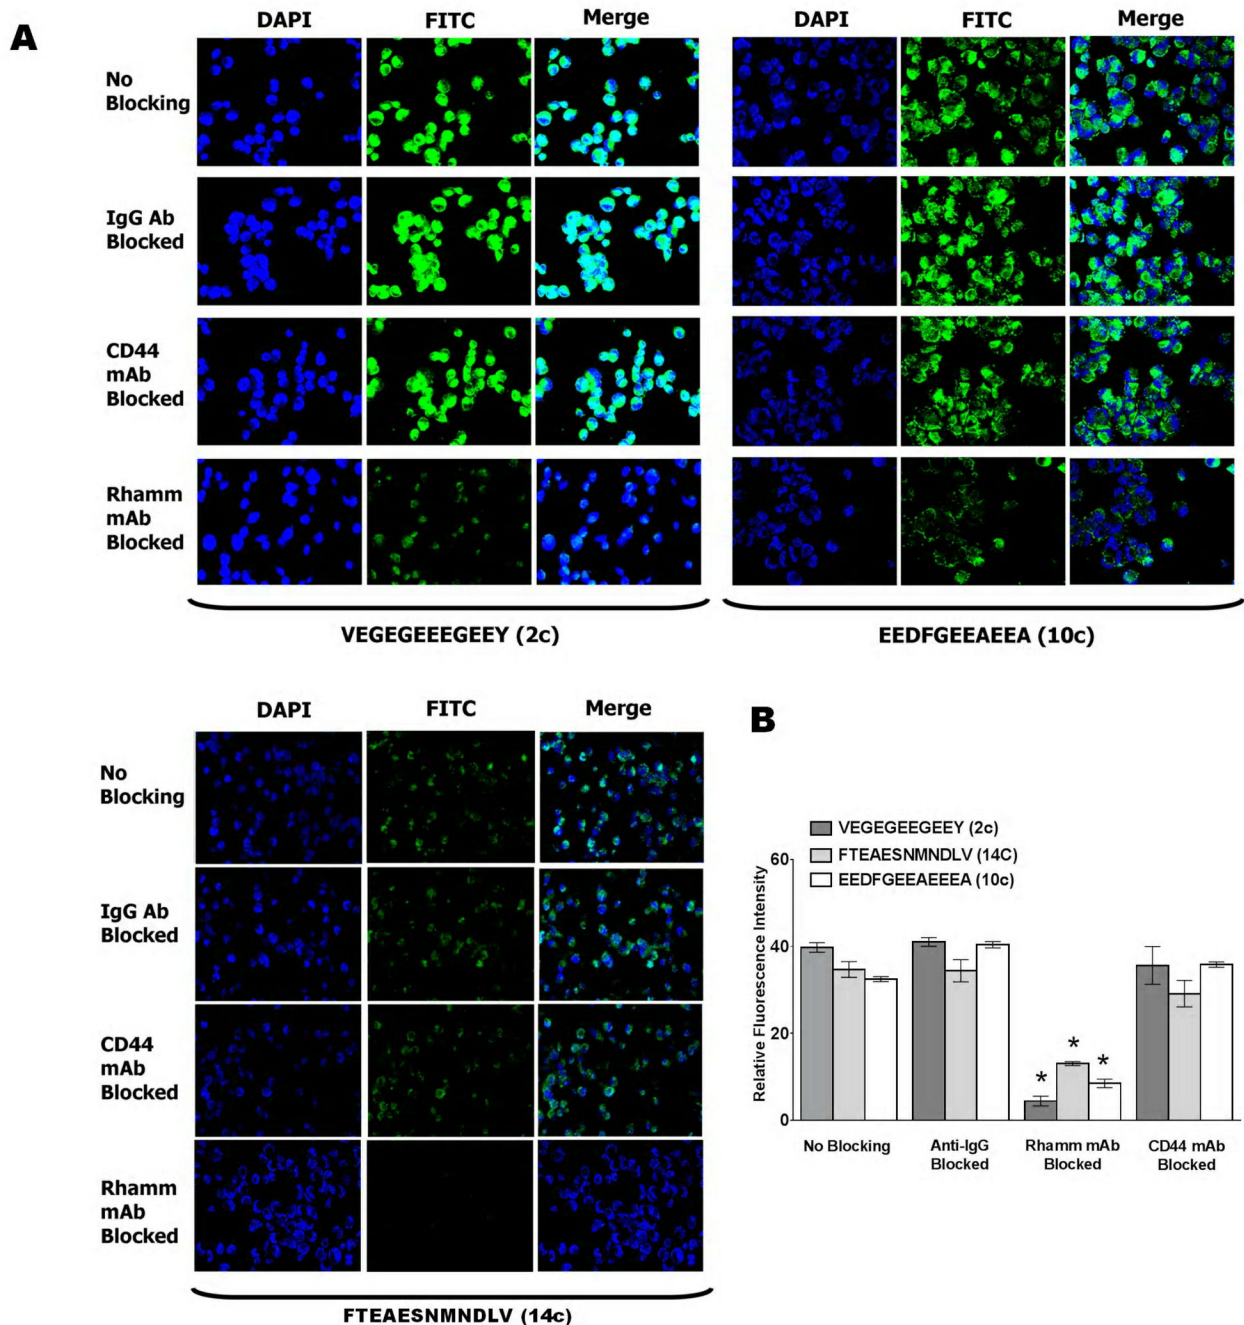 A
DAPI FITC Merge
No
Blocking
IgG Ab
Blocked
CD44
mAb
Blocked
Rhamm
mAb
Blocked
VEGEGEEEGEEY (2c)
DAPI FITC Merge
EEDFGEEAEEA (10c)
DAPI FITC Merge
No
Blocking
IgG Ab
Blocked
CD44
mAb
Blocked
Rhamm
mAb
Blocked
FTEAESNMNDLV (14c)
B
VEGEGEEGEEY (2c)
FTEAESNMNDLV (14C)
EEDFGEEAEEEA (10c)
Relative Fluorescence Intensity
60
40
20
0
* * *
No Blocking
Anti-IgG
Blocked
Rhamm mAb
Blocked
CD44 mAb
Blocked